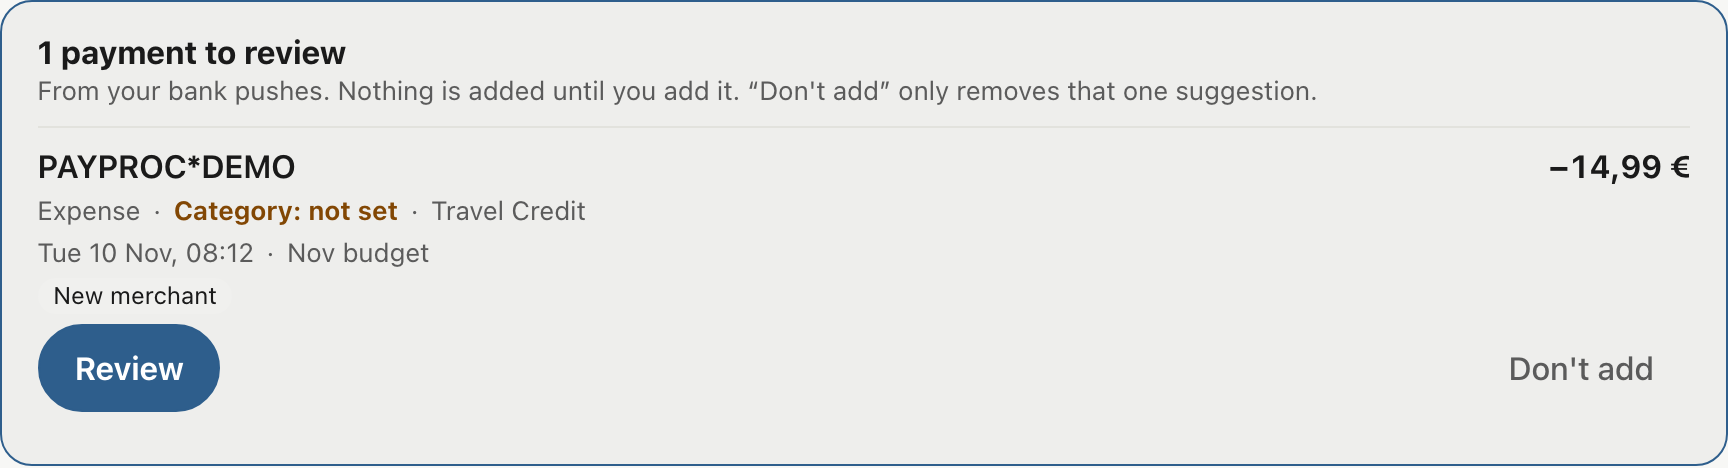 1 payment to review
From your bank pushes. Nothing is added until you add it. “Don't add” only removes that one suggestion.
PAYPROC*DEMO −14,99 €
Expense · Category: not set · Travel Credit
Tue 10 Nov, 08:12 · Nov budget
New merchant
Review Don't add